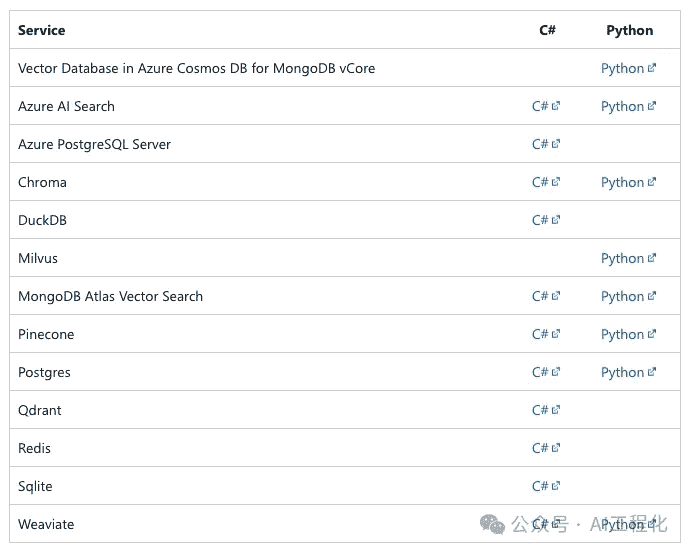 Service C# Python
Vector Database in Azure Cosmos DB for MongoDB vCore Python
Azure AI Search C# Python
Azure PostgreSQL Server C#
Chroma C# Python
DuckDB C#
Milvus Python
MongoDB Atlas Vector Search C# Python
Pinecone C# Python
Postgres C# Python
Qdrant C#
Redis C#
Sqlite C#
Weaviate C# Python
公众号 · AI工程化